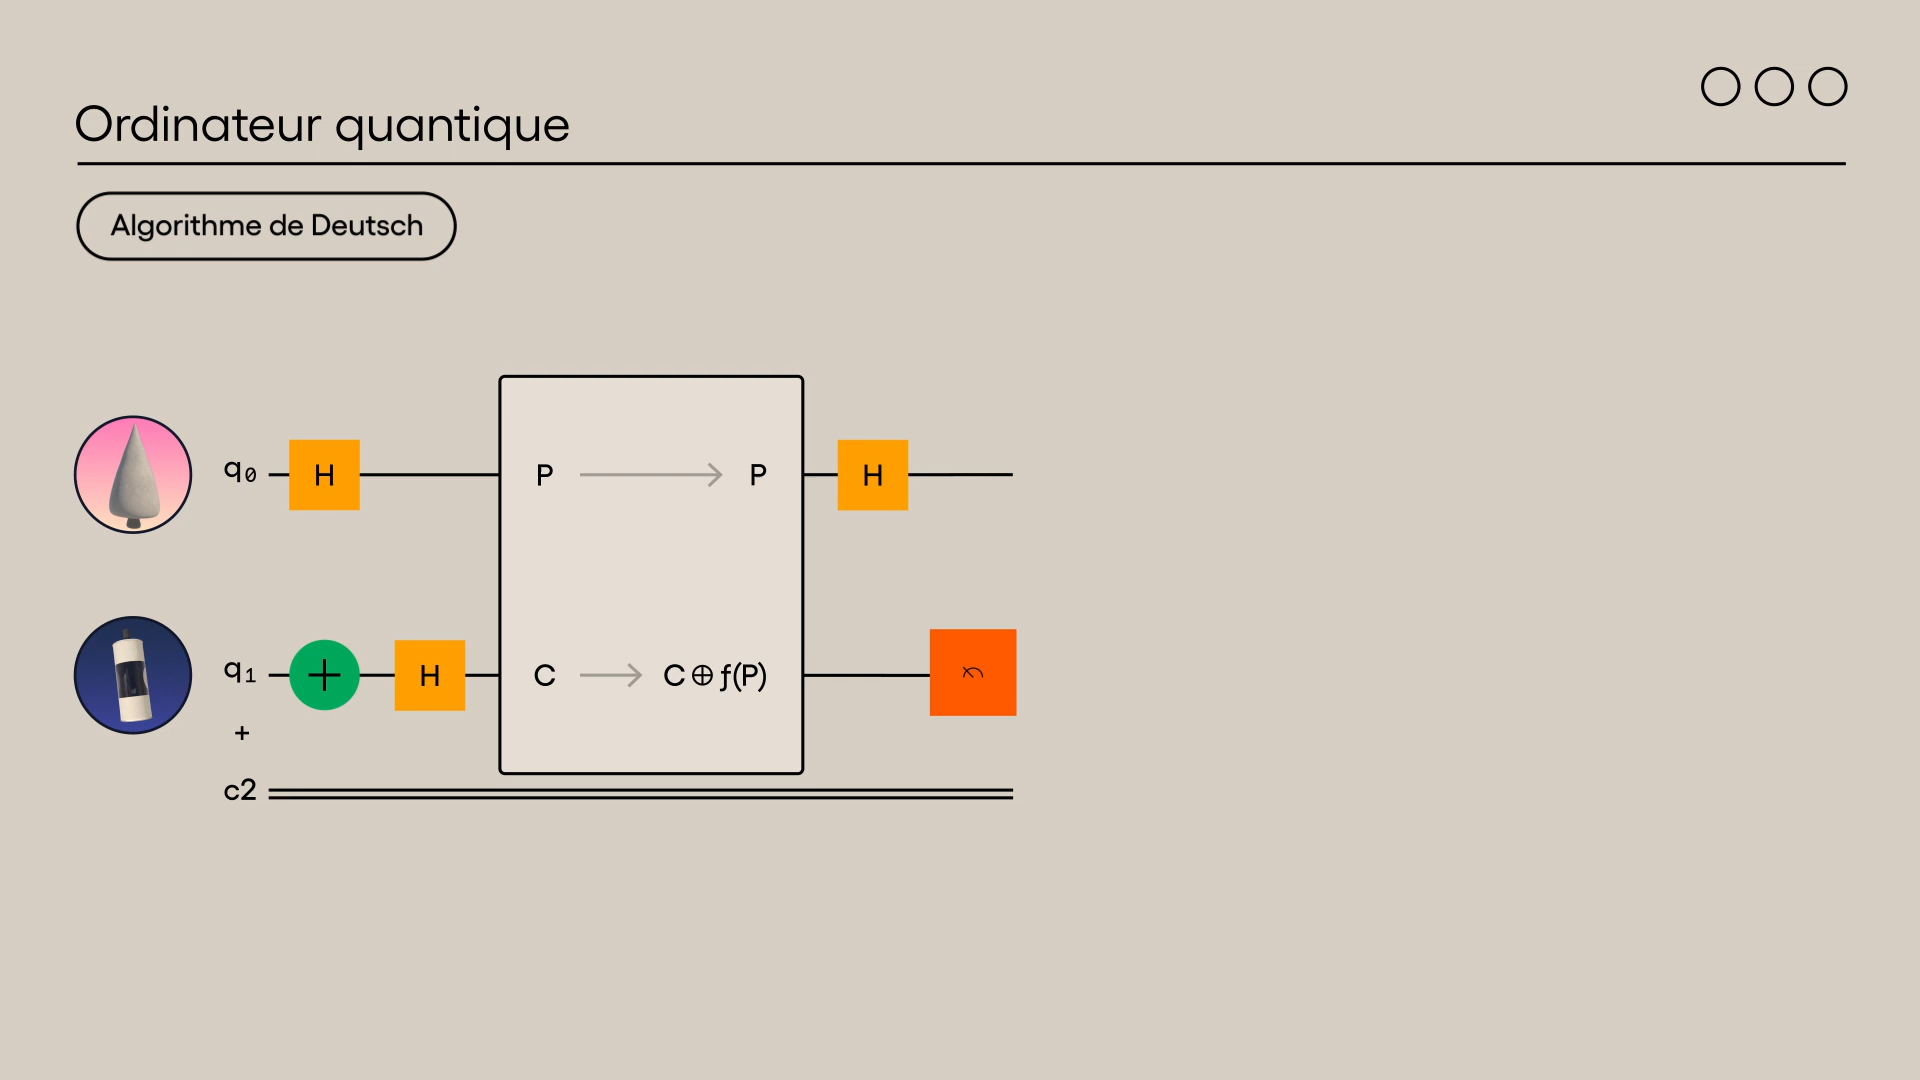 Ordinateur quantique
Algorithme de Deutsch
q0 H P P H
q1 + H C C ⊕ ƒ(P)
+
c2